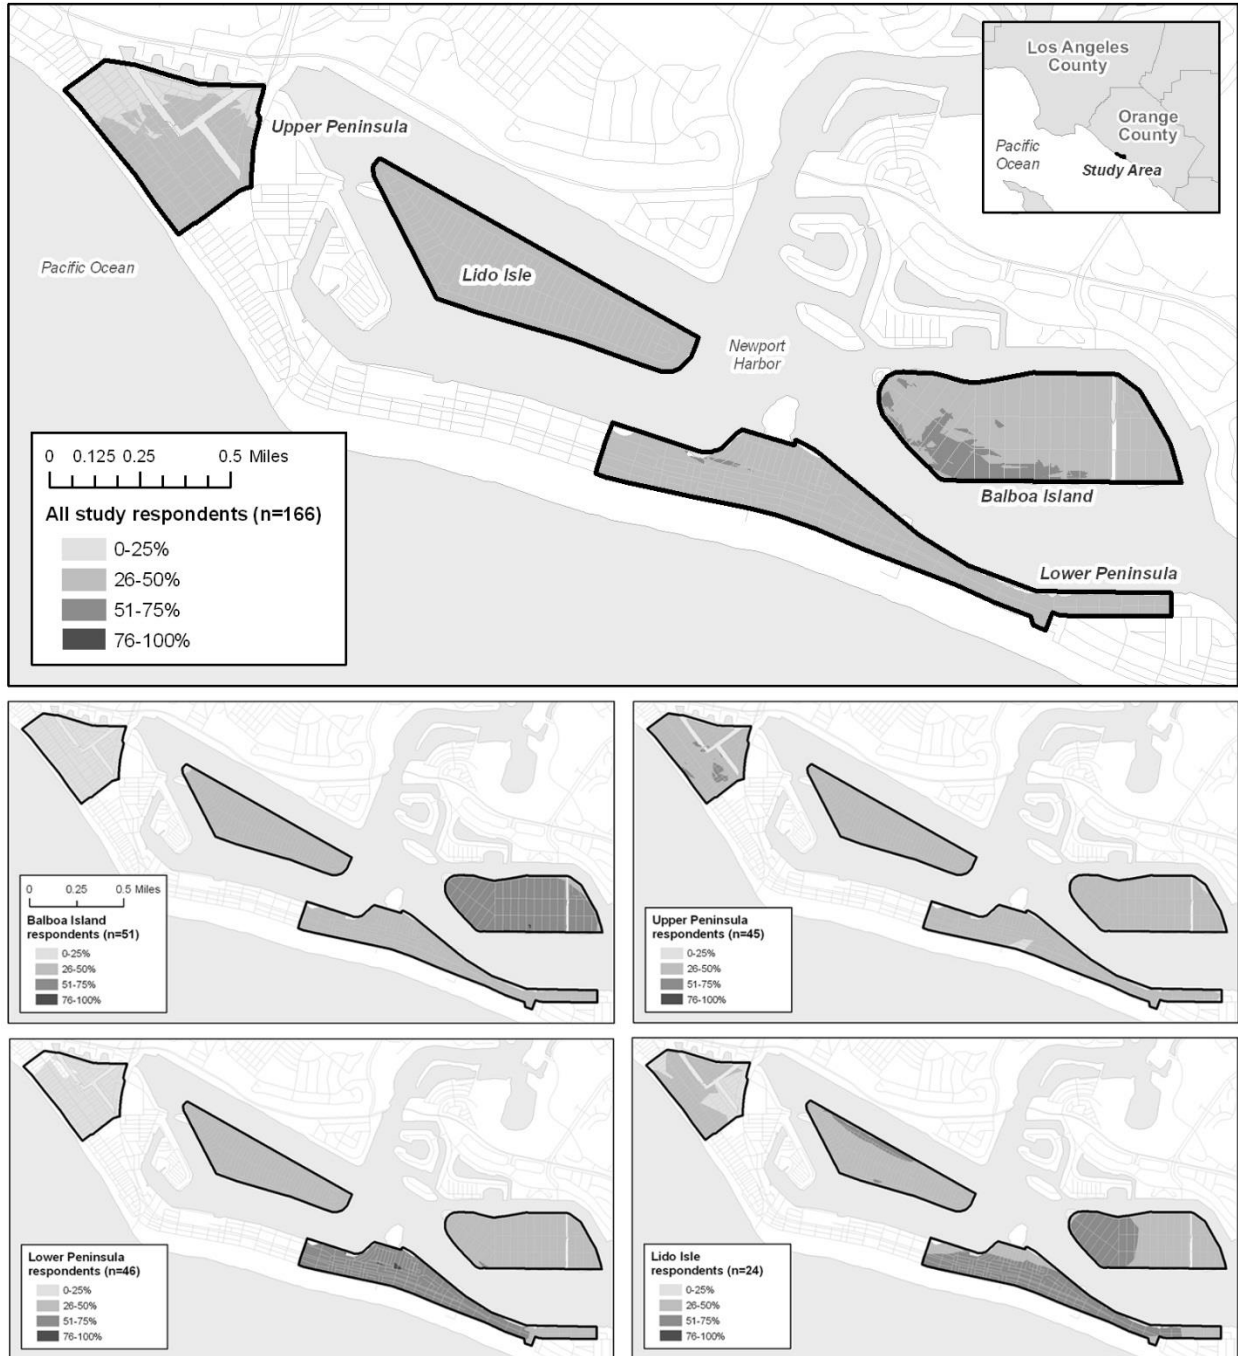 Los Angeles
County
Orange
County
Pacific
Ocean
Study Area
Upper Peninsula
Pacific Ocean
Lido Isle
Newport
Harbor
Balboa Island
Lower Peninsula
0 0.125 0.25 0.5 Miles
All study respondents (n=166)
0-25%
26-50%
51-75%
76-100%
0 0.25 0.5 Miles
Balboa Island
respondents (n=51)
0-25%
26-50%
51-75%
76-100%
Upper Peninsula
respondents (n=45)
0-25%
26-50%
51-75%
76-100%
Lower Peninsula
respondents (n=46)
0-25%
26-50%
51-75%
76-100%
Lido Isle
respondents (n=24)
0-25%
26-50%
51-75%
76-100%